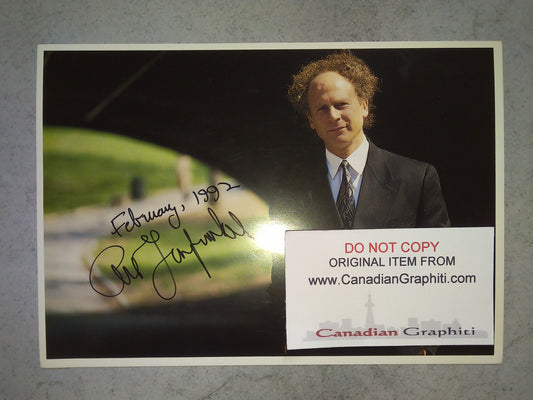 February, 1992
Art Garfunkel
DO NOT COPY
ORIGINAL ITEM FROM
www.CanadianGraphiti.com
Canadian Graphiti